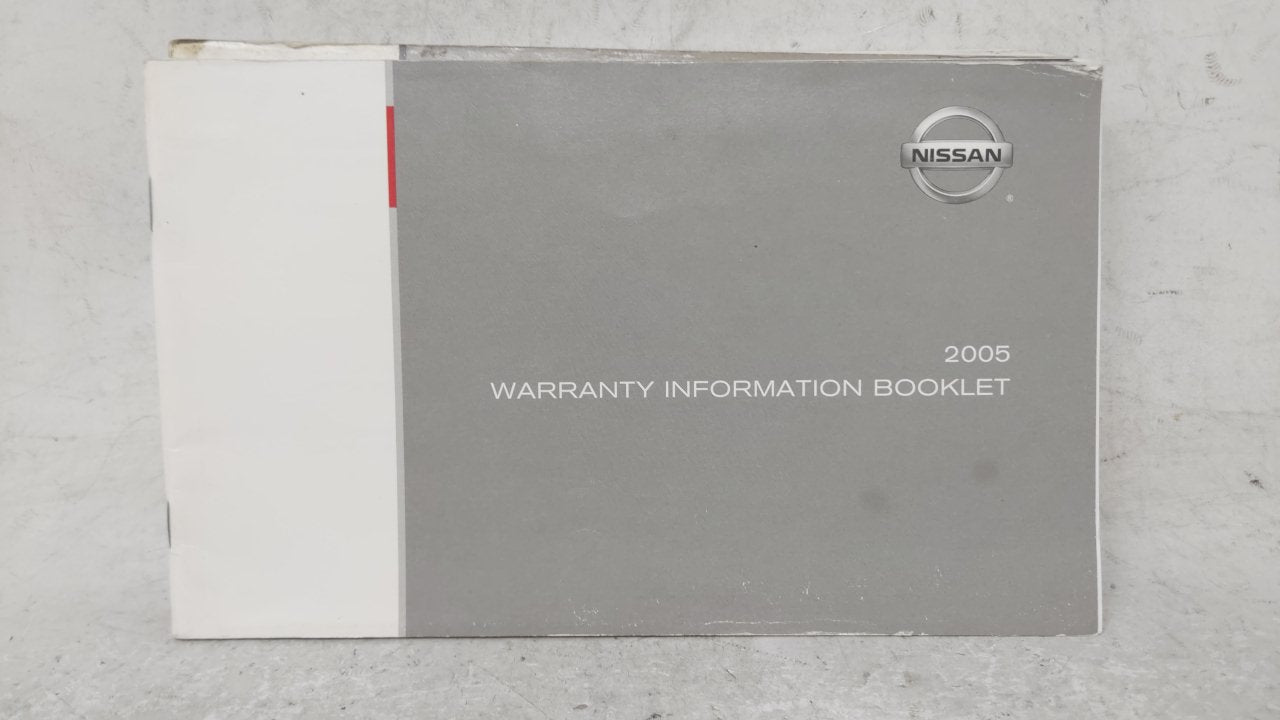 NISSAN
®
2005
WARRANTY INFORMATION BOOKLET